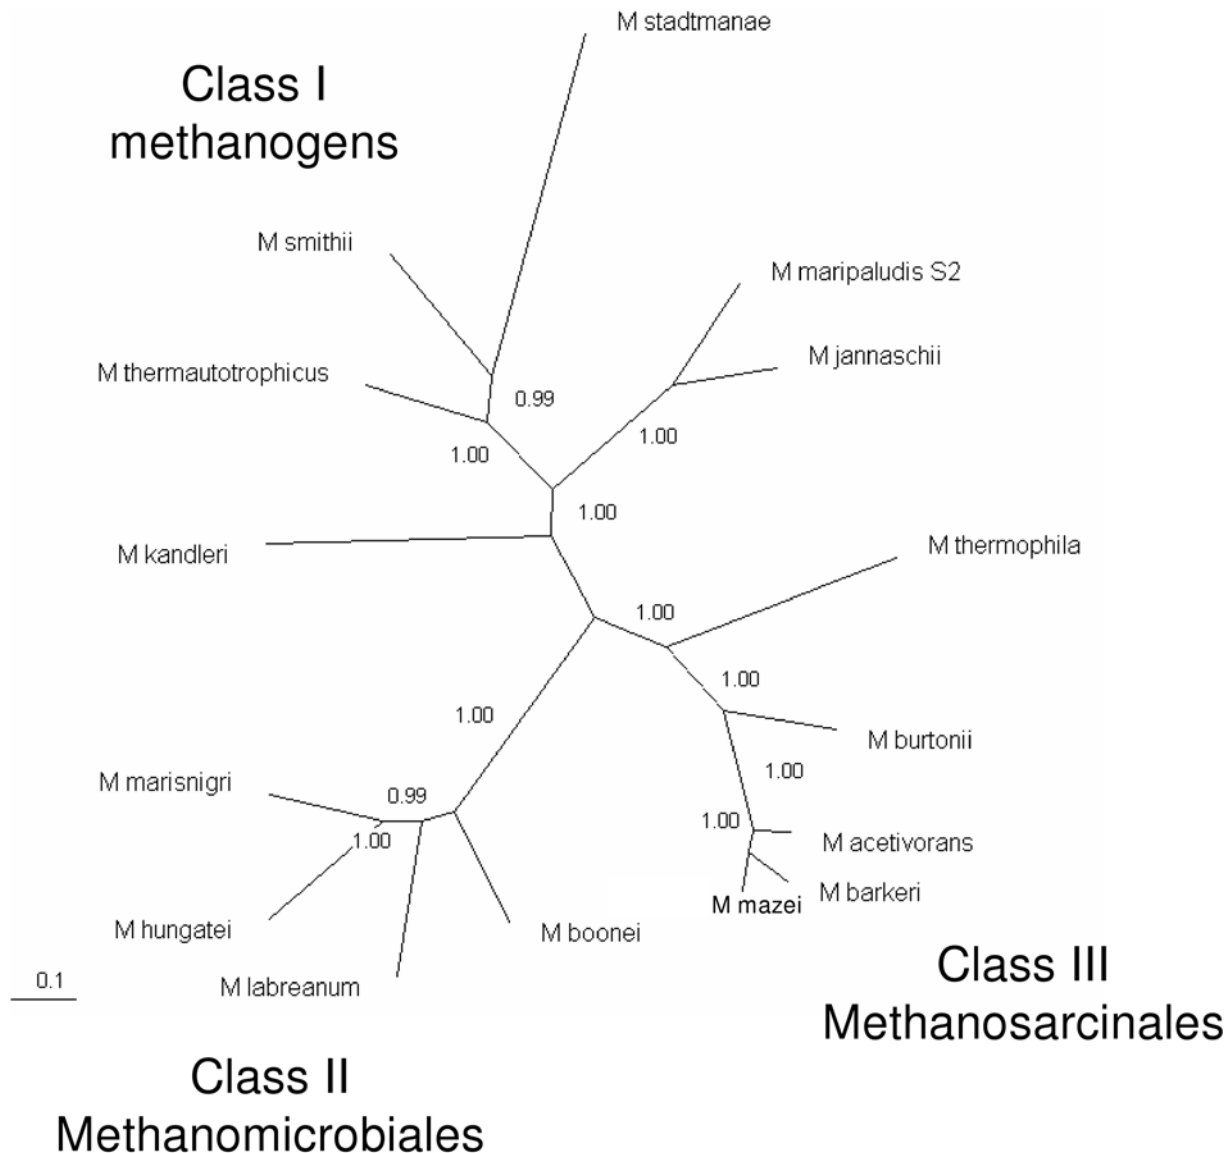 M stadtmanae
Class I
methanogens
M smithii
M maripaludis S2
M jannaschii
M thermautotrophicus
0.99
1.00
1.00
1.00
M thermophila
M kandleri
1.00
1.00
1.00
M burtonii
M marisnigri
1.00
0.99
1.00
1.00
M acetivorans
M barkeri
M mazei
M hungatei
M boonei
M labreanum
0.1
Class III
Methanosarcinales
Class II
Methanomicrobiales